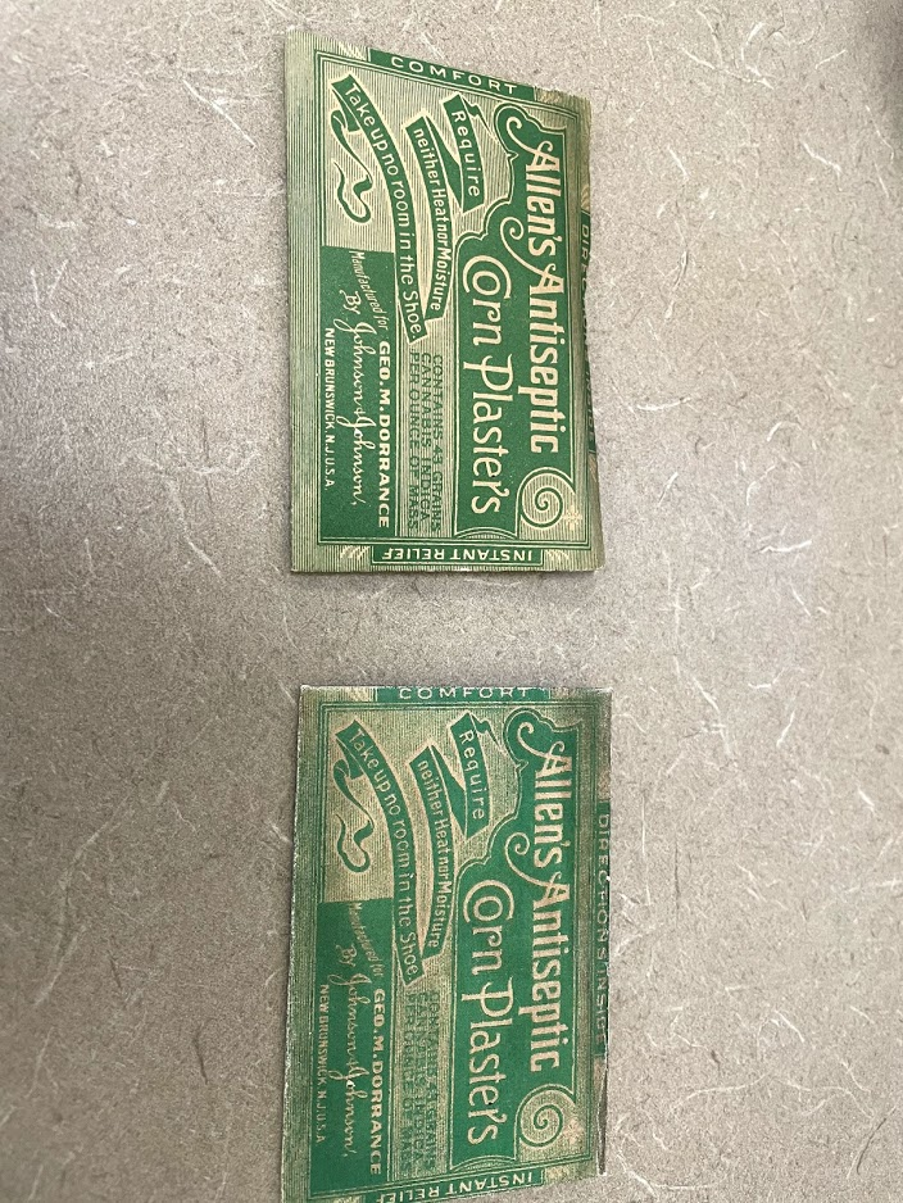 COMFORT
Allen's Antiseptic
Corn Plasters
Require
neither Heat nor Moisture
Take up no room in the Shoe.
CONTAINS 43 GRAINS
CANNABIS INDICA
PER OUNCE OF MASS
Manufactured for
GEO. M. DORRANCE
By Johnson & Johnson,
NEW BRUNSWICK, N.J. U.S.A.
INSTANT RELIEF
DIRECTIONS INSIDE
COMFORT
Allen's Antiseptic
Corn Plasters
Require
neither Heat nor Moisture
Take up no room in the Shoe.
Manufactured for
GEO. M. DORRANCE
By Johnson & Johnson,
NEW BRUNSWICK, N.J. U.S.A.
INSTANT RELIEF